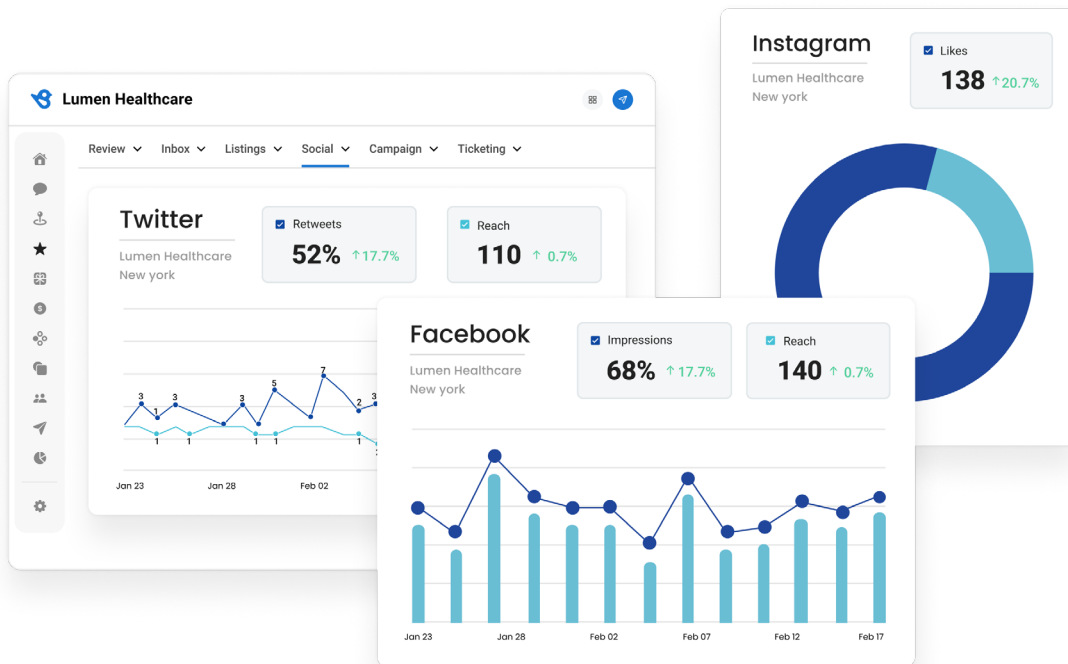 Lumen Healthcare
Review
Inbox
Listings
Social
Campaign
Ticketing
Twitter
Lumen Healthcare
New york
Retweets
52% ↑17.7%
Reach
110 ↑ 0.7%
3
1
3
3
5
7
2
3
1
1
1
1
1
Jan 23
Jan 28
Feb 02
Instagram
Lumen Healthcare
New york
Likes
138 ↑20.7%
Facebook
Lumen Healthcare
New york
Impressions
68% ↑17.7%
Reach
140 ↑ 0.7%
Jan 23
Jan 28
Feb 02
Feb 07
Feb 12
Feb 17